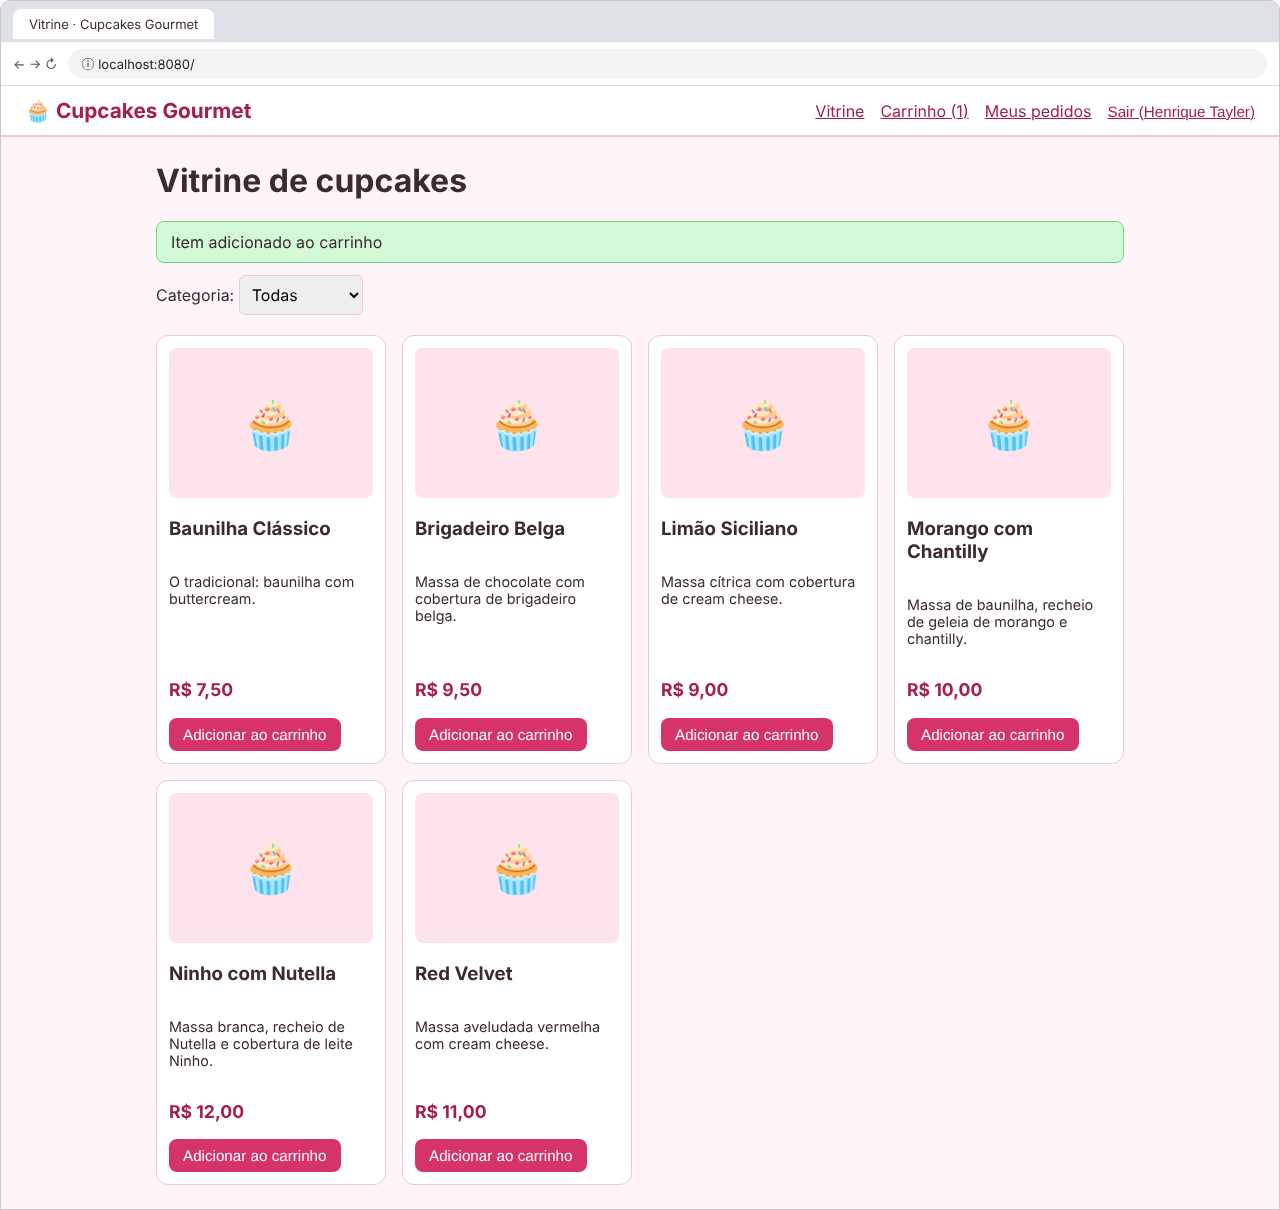 Vitrine · Cupcakes Gourmet
localhost:8080/
Cupcakes Gourmet
Vitrine Carrinho (1) Meus pedidos Sair (Henrique Tayler)
Vitrine de cupcakes
Item adicionado ao carrinho
Categoria: Todas
Baunilha Clássico
O tradicional: baunilha com
buttercream.
R$ 7,50
Adicionar ao carrinho
Brigadeiro Belga
Massa de chocolate com
cobertura de brigadeiro
belga.
R$ 9,50
Adicionar ao carrinho
Limão Siciliano
Massa cítrica com cobertura
de cream cheese.
R$ 9,00
Adicionar ao carrinho
Morango com
Chantilly
Massa de baunilha, recheio
de geleia de morango e
chantilly.
R$ 10,00
Adicionar ao carrinho
Ninho com Nutella
Massa branca, recheio de
Nutella e cobertura de leite
Ninho.
R$ 12,00
Adicionar ao carrinho
Red Velvet
Massa aveludada vermelha
com cream cheese.
R$ 11,00
Adicionar ao carrinho